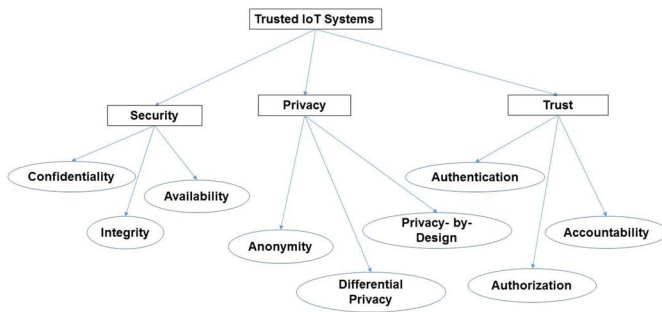 Trusted IoT Systems
Security
Privacy
Trust
Confidentiality
Availability
Integrity
Anonymity
Privacy- by-
Design
Differential
Privacy
Authentication
Accountability
Authorization